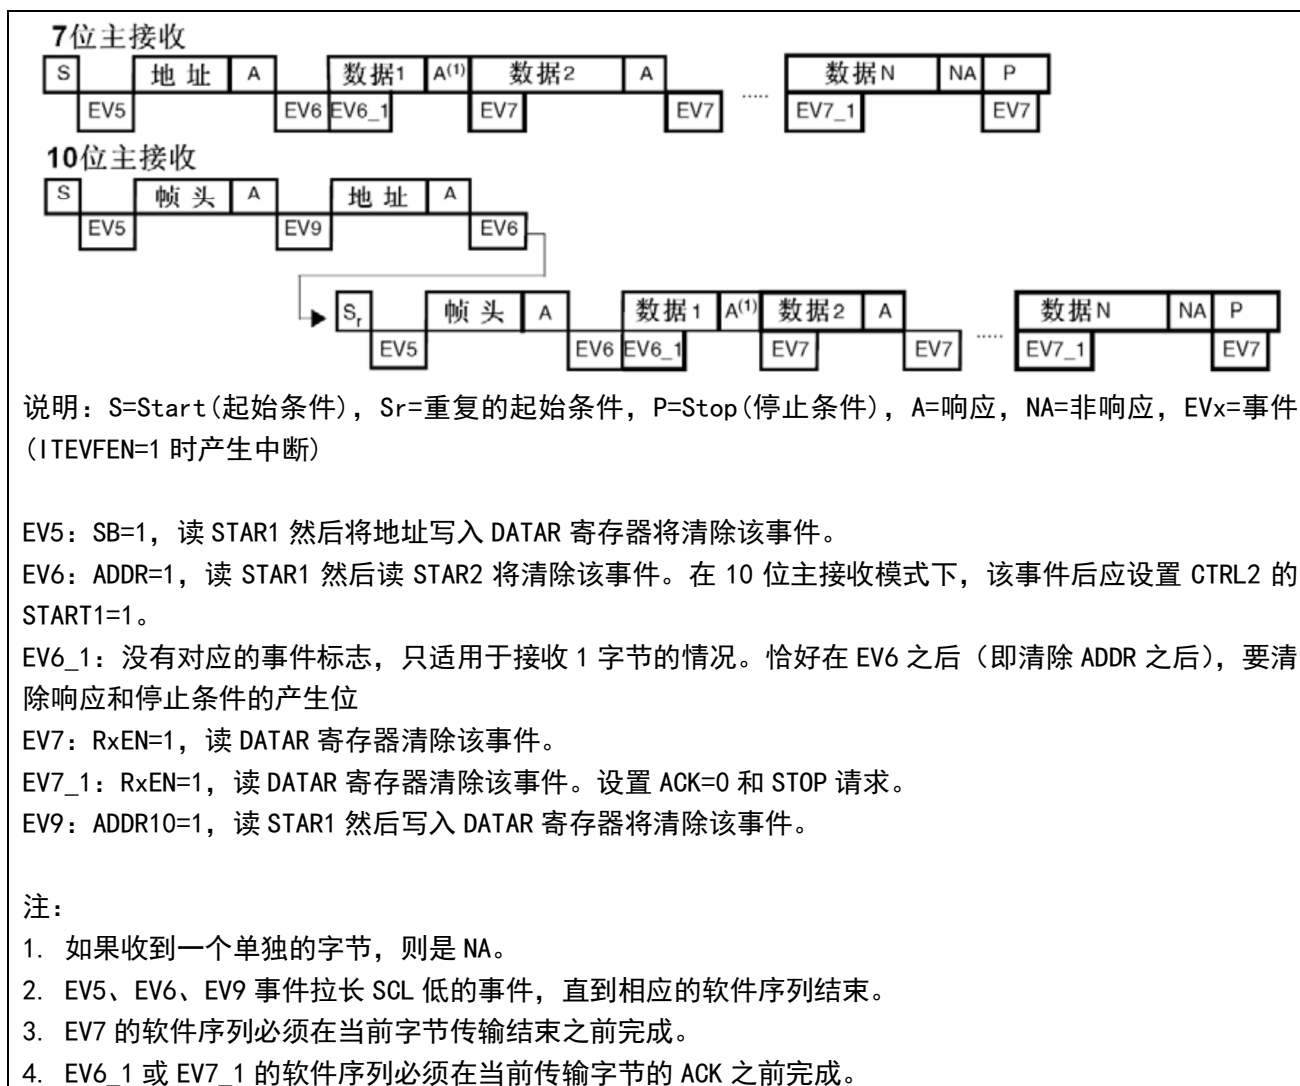 7位主接收
S 地址 A 数据1 A(1) 数据2 A ..... 数据N NA P
EV5 EV6 EV6_1 EV7 EV7 EV7_1 EV7
10位主接收
S 帧头 A 地址 A
EV5 EV9 EV6
Sr 帧头 A 数据1 A(1) 数据2 A ..... 数据N NA P
EV5 EV6 EV6_1 EV7 EV7 EV7_1 EV7
说明：S=Start(起始条件)，Sr=重复的起始条件，P=Stop(停止条件)，A=响应，NA=非响应，EVx=事件
(ITEVFEN=1时产生中断)
EV5：SB=1，读 STAR1 然后将地址写入 DATAR 寄存器将清除该事件。
EV6：ADDR=1，读 STAR1 然后读 STAR2 将清除该事件。在 10 位主接收模式下，该事件后应设置 CTRL2 的
START1=1。
EV6_1：没有对应的事件标志，只适用于接收 1 字节的情况。恰好在 EV6 之后（即清除 ADDR 之后），要清
除响应和停止条件的产生位
EV7：RxEN=1，读 DATAR 寄存器清除该事件。
EV7_1：RxEN=1，读 DATAR 寄存器清除该事件。设置 ACK=0 和 STOP 请求。
EV9：ADDR10=1，读 STAR1 然后写入 DATAR 寄存器将清除该事件。
注：
1. 如果收到一个单独的字节，则是 NA。
2. EV5、EV6、EV9 事件拉长 SCL 低的事件，直到相应的软件序列结束。
3. EV7 的软件序列必须在当前字节传输结束之前完成。
4. EV6_1 或 EV7_1 的软件序列必须在当前传输字节的 ACK 之前完成。